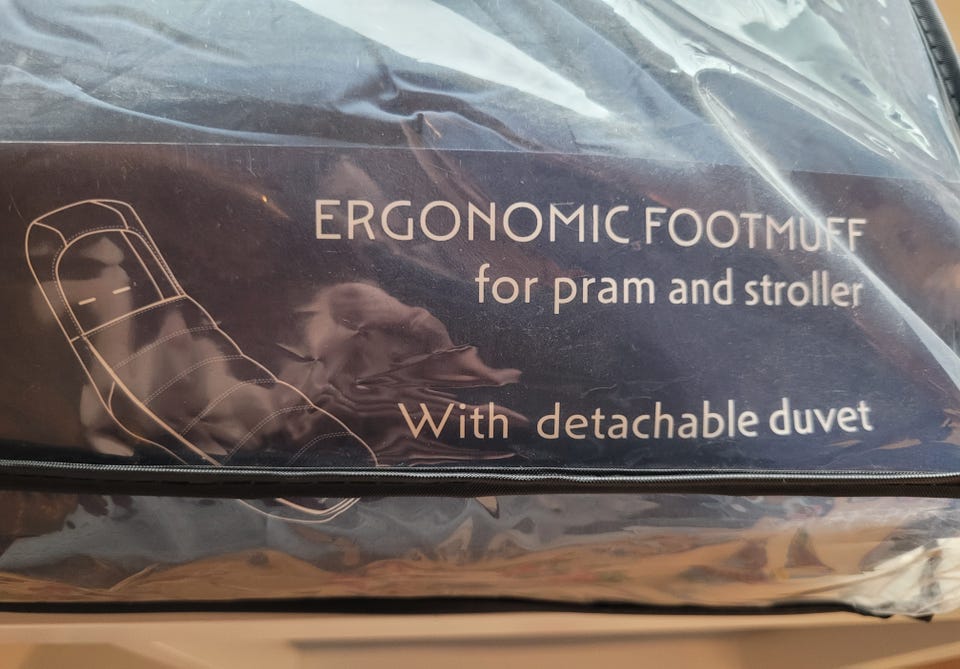 ERGONOMIC FOOTMUFF
for pram and stroller
With detachable duvet